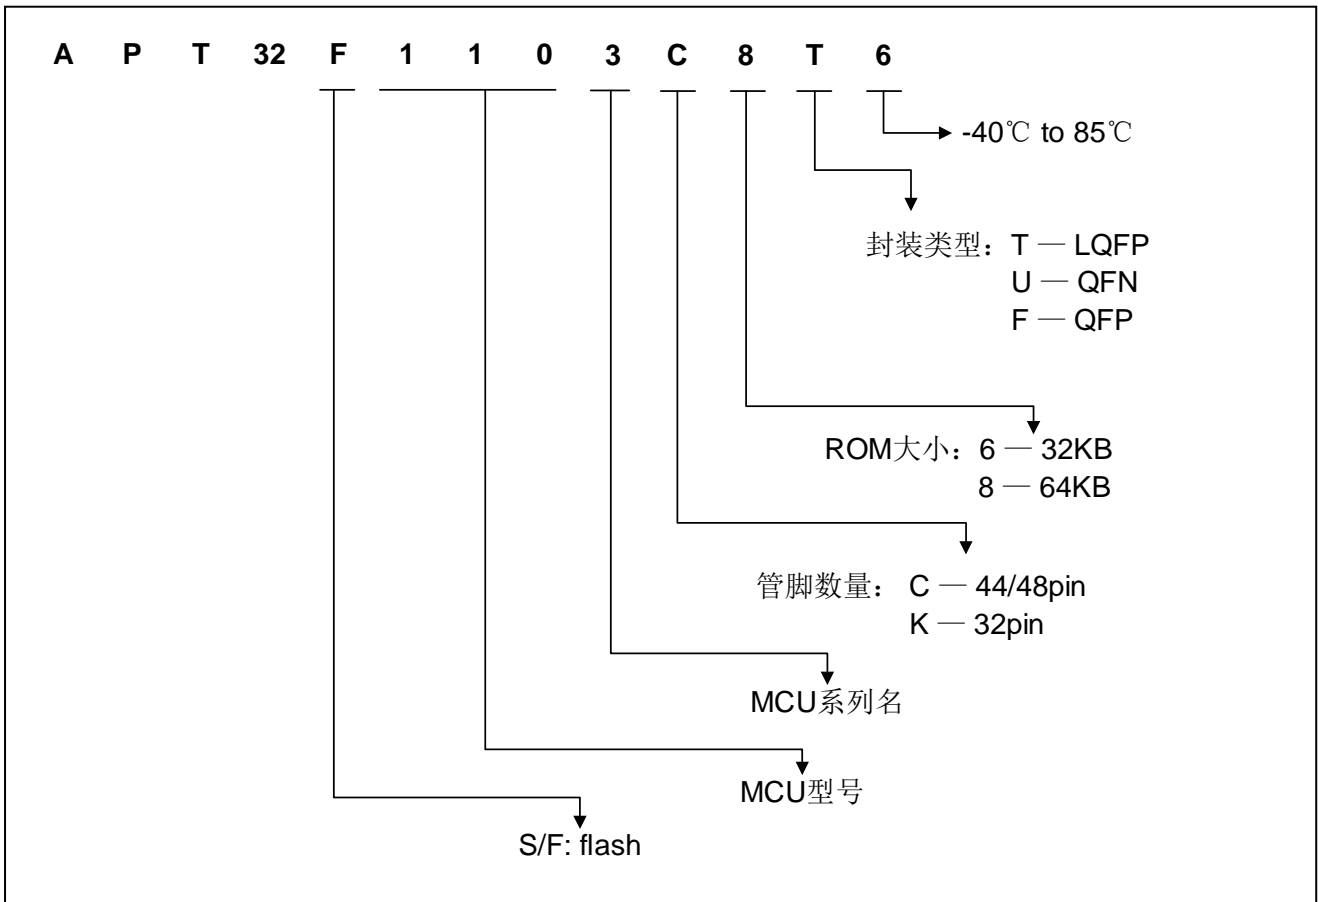 A P T 32 F 1 1 0 3 C 8 T 6
-40℃ to 85℃
封装类型：T — LQFP
U — QFN
F — QFP
ROM大小：6 — 32KB
8 — 64KB
管脚数量： C — 44/48pin
K — 32pin
MCU系列名
MCU型号
S/F: flash